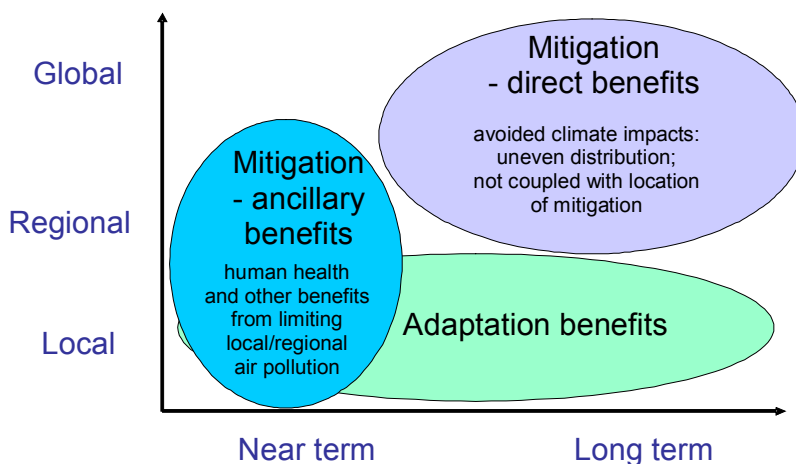 Global
Regional
Local
Mitigation
- direct benefits
avoided climate impacts:
uneven distribution;
not coupled with location
of mitigation
Mitigation
- ancillary
benefits
human health
and other benefits
from limiting
local/regional
air pollution
Adaptation benefits
Near term
Long term